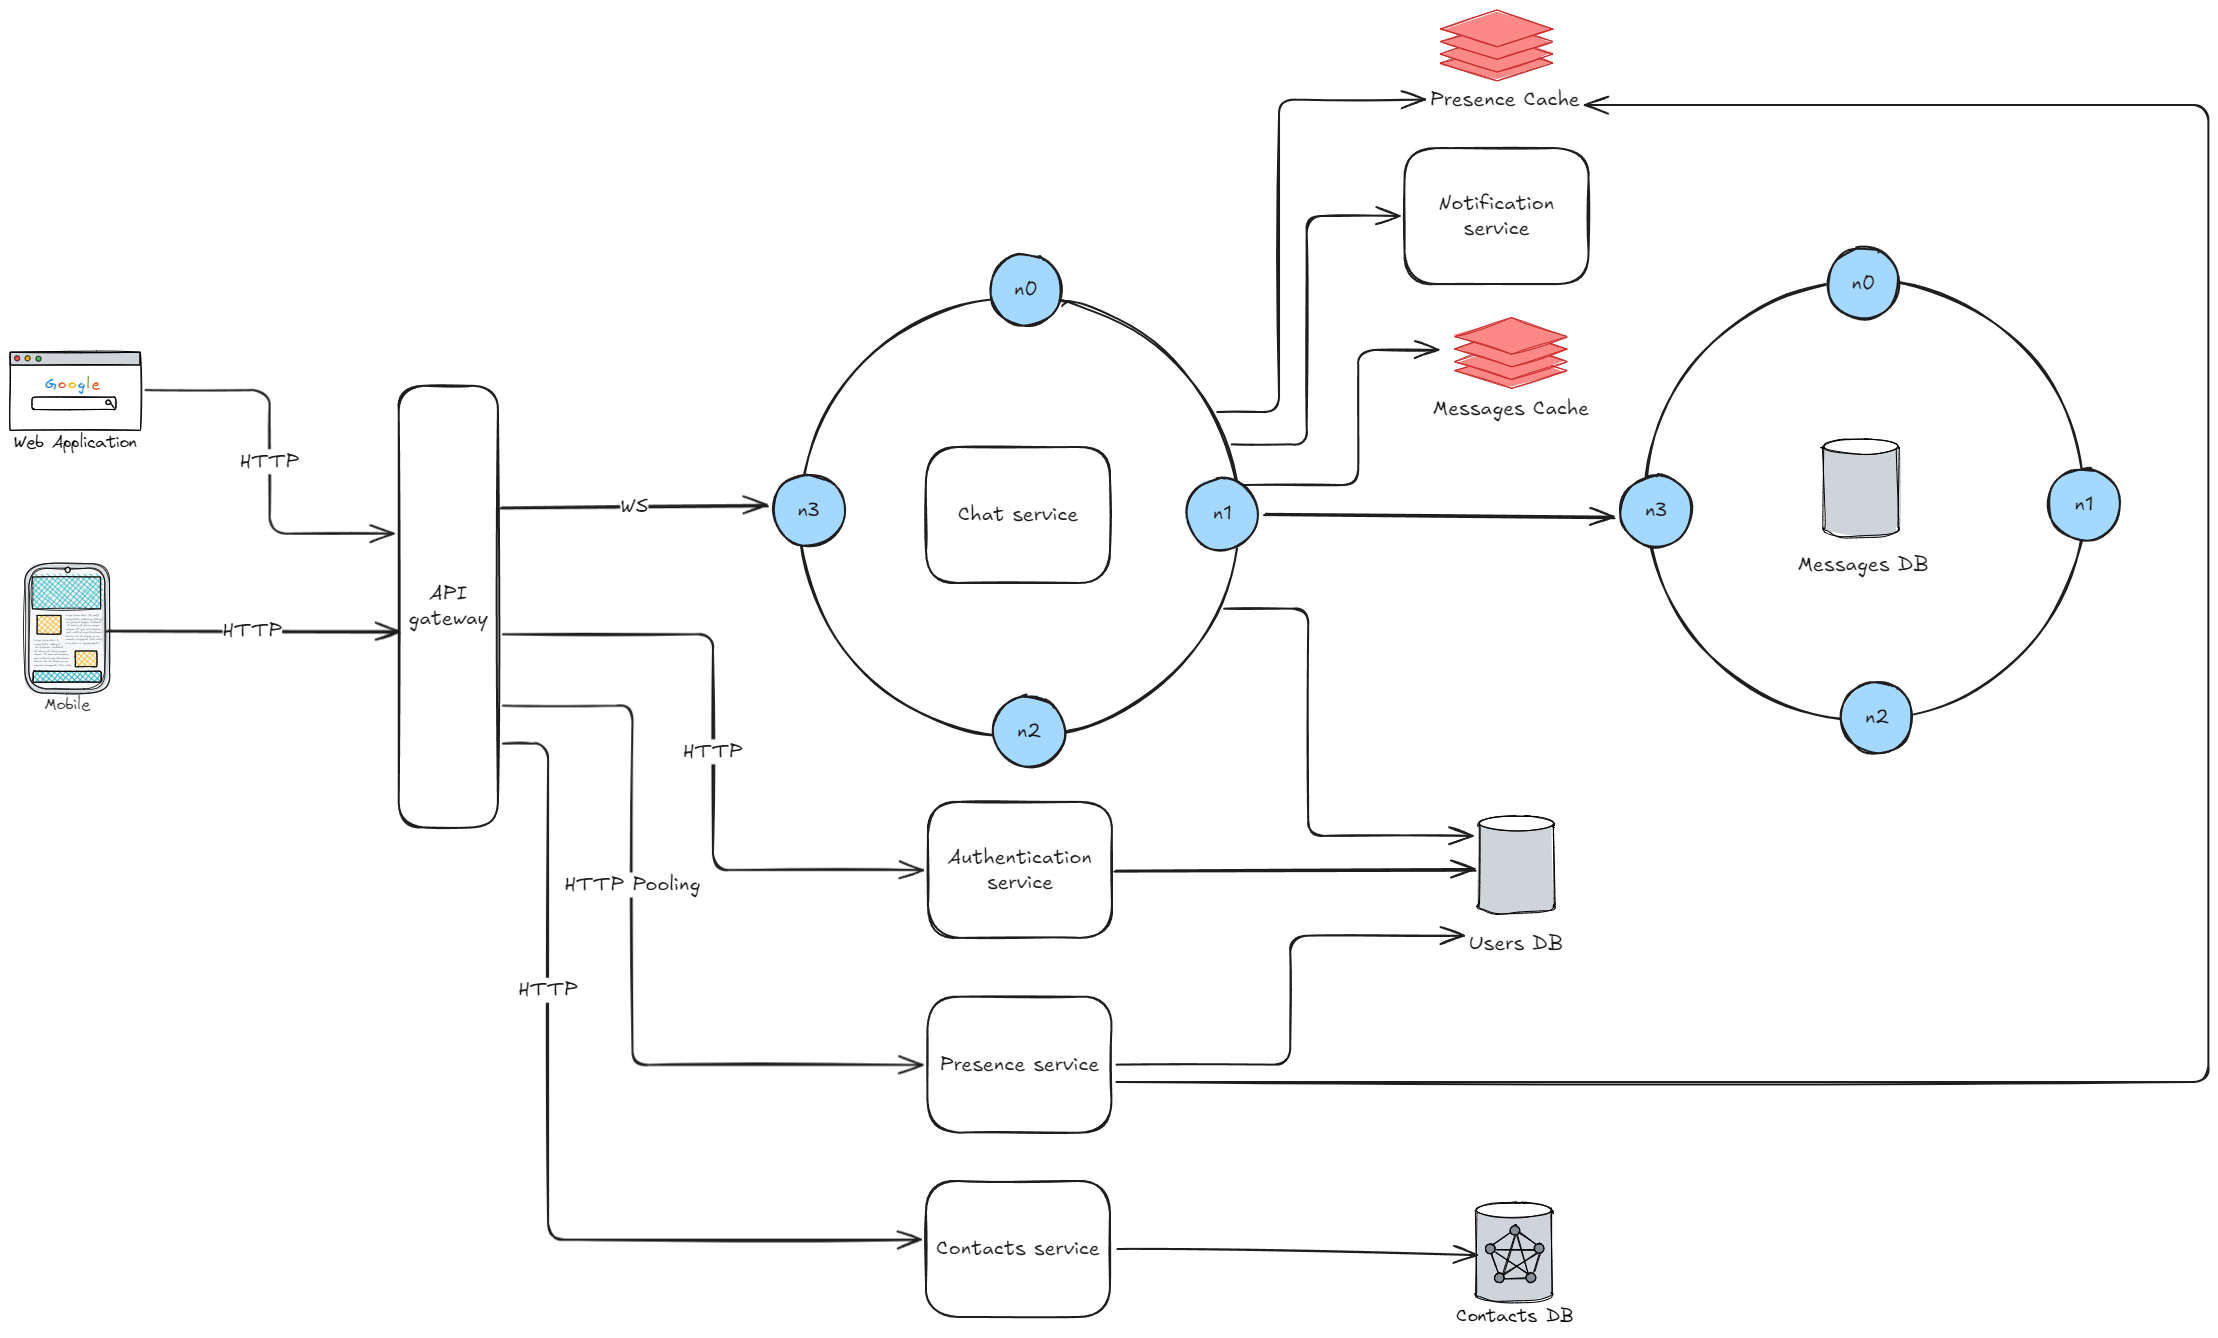 Presence Cache
Notification
service
n0
n0
Google
Web Application
HTTP
Messages Cache
WS
n3
Chat service
n1
n3
n1
Messages DB
API
gateway
HTTP
Mobile
n2
n2
HTTP
Authentication
service
HTTP Pooling
Users DB
HTTP
Presence service
Contacts service
Contacts DB